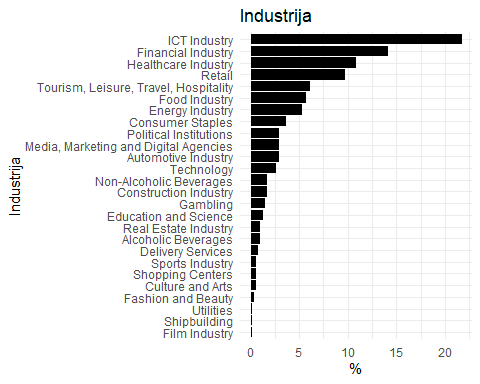 Industrija
ICT Industry
Financial Industry
Healthcare Industry
Retail
Tourism, Leisure, Travel, Hospitality
Food Industry
Energy Industry
Consumer Staples
Political Institutions
Media, Marketing and Digital Agencies
Automotive Industry
Technology
Non-Alcoholic Beverages
Construction Industry
Gambling
Education and Science
Real Estate Industry
Alcoholic Beverages
Delivery Services
Sports Industry
Shopping Centers
Culture and Arts
Fashion and Beauty
Utilities
Shipbuilding
Film Industry
Industrija
0 5 10 15 20
%